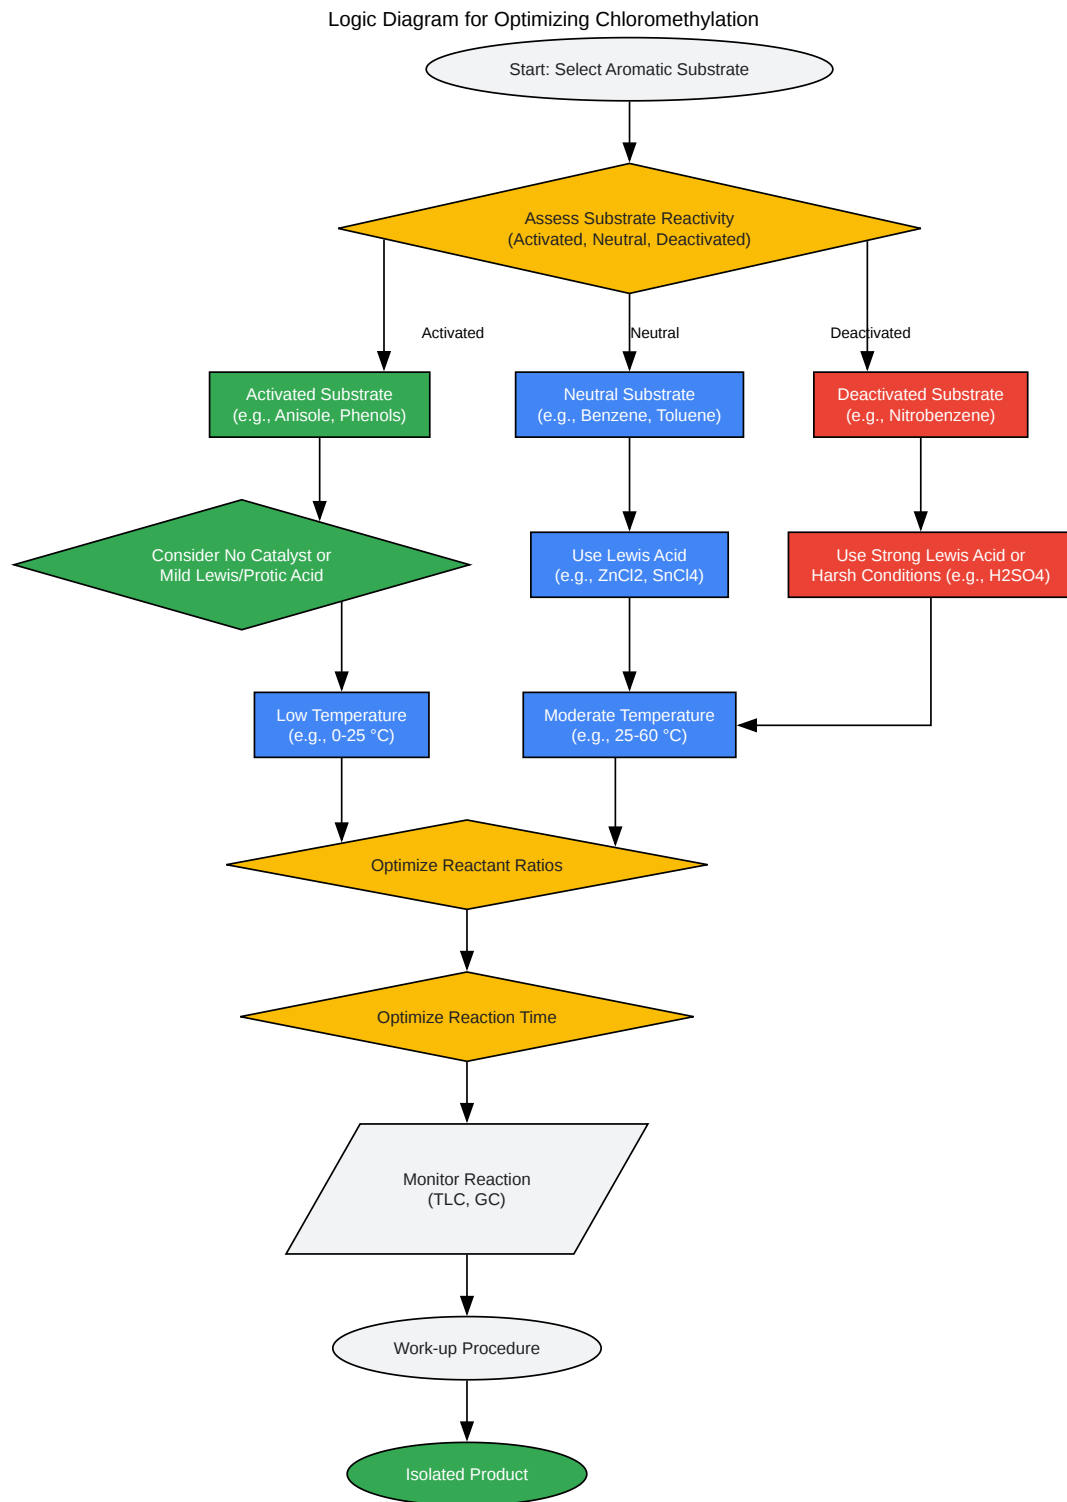 Logic Diagram for Optimizing Chloromethylation
Start: Select Aromatic Substrate
Assess Substrate Reactivity
(Activated, Neutral, Deactivated)
Activated
Neutral
Deactivated
Activated Substrate
(e.g., Anisole, Phenols)
Neutral Substrate
(e.g., Benzene, Toluene)
Deactivated Substrate
(e.g., Nitrobenzene)
Consider No Catalyst or
Mild Lewis/Protic Acid
Use Lewis Acid
(e.g., ZnCl2, SnCl4)
Use Strong Lewis Acid or
Harsh Conditions (e.g., H2SO4)
Low Temperature
(e.g., 0-25 °C)
Moderate Temperature
(e.g., 25-60 °C)
Optimize Reactant Ratios
Optimize Reaction Time
Monitor Reaction
(TLC, GC)
Work-up Procedure
Isolated Product